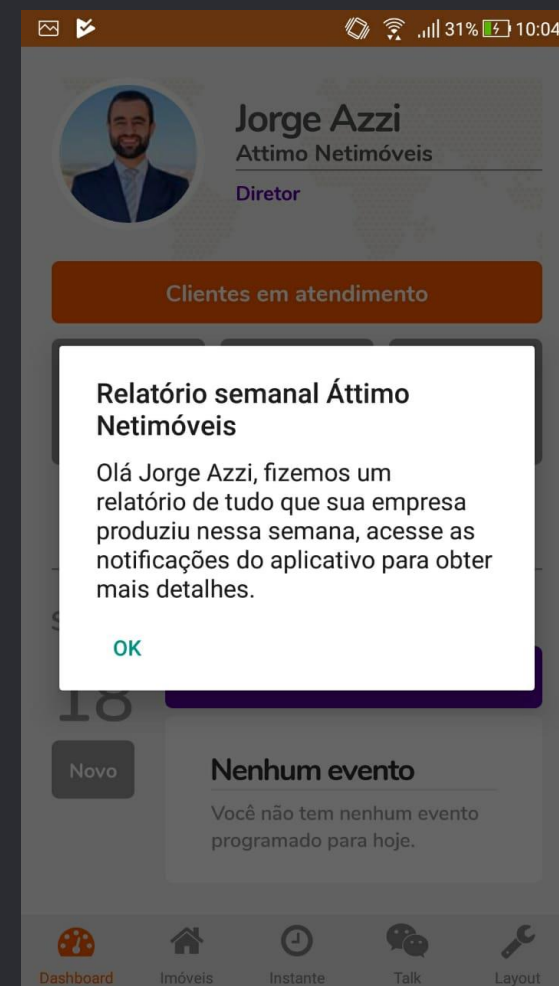 31% 10:04
Jorge Azzi
Attimo Netimóveis
Diretor
Clientes em atendimento
Relatório semanal Áttimo
Netimóveis
Olá Jorge Azzi, fizemos um
relatório de tudo que sua empresa
produziu nessa semana, acesse as
notificações do aplicativo para obter
mais detalhes.
OK
18
Novo
Nenhum evento
Você não tem nenhum evento
programado para hoje.
Dashboard Imóveis Instante Talk Layout